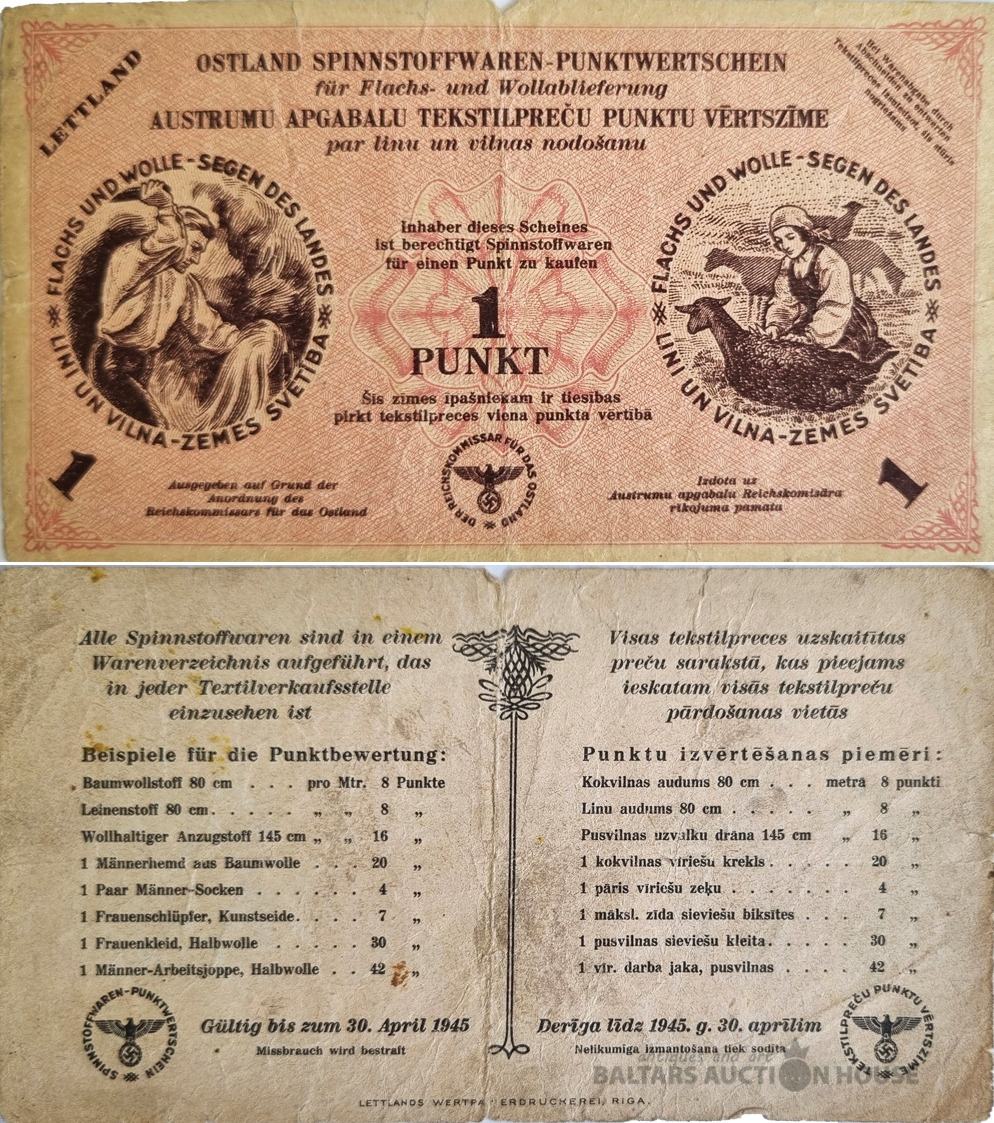 LETTLAND
OSTLAND SPINNSTOFFWAREN-PUNKTWERTSCHEIN
für Flachs- und Wollablieferung
AUSTRUMU APGABALU TEKSTILPREČU PUNKTU VĒRTSZĪME
par linu un vilnas nodošanu
Bei Warenabgabe durch
Abschneiden
Tekstilpreces
FLACHS UND WOLLE - SEGEN DES LANDES
LINI UN VILNA - ZEMES SVĒTĪBA
Inhaber dieses Scheines
ist berechtigt Spinnstoffwaren
für einen Punkt zu kaufen
1
PUNKT
Šīs zīmes īpašniekam ir tiesības
pirkt tekstilpreces viena punkta vērtībā
FLACHS UND WOLLE - SEGEN DES LANDES
LINI UN VILNA - ZEMES SVĒTĪBA
1
Ausgegeben auf Grund der
Anordnung des
Reichskommissars für das Ostland
DER REICHSKOMMISSAR FÜR DAS OSTLAND
Izdota uz
Austrumu apgabalu Reichskomisāra
rīkojuma pamata
1
Alle Spinnstoffwaren sind in einem
Warenverzeichnis aufgeführt, das
in jeder Textilverkaufsstelle
einzusehen ist
Beispiele für die Punktbewertung:
Baumwollstoff 80 cm . . . pro Mtr. 8 Punkte
Leinenstoff 80 cm . . . . . „ „ 8 „
Wollhaltiger Anzugstoff 145 cm „ „ 16 „
1 Männerhemd aus Baumwolle . . . 20 „
1 Paar Männer-Socken . . . . . . 4 „
1 Frauenschlüpfer, Kunstseide . . . . 7 „
1 Frauenkleid, Halbwolle . . . . . 30 „
1 Männer-Arbeitsjoppe, Halbwolle . . 42 „
SPINNSTOFFWAREN-PUNKTWERTSCHEIN
Gültig bis zum 30. April 1945
Missbrauch wird bestraft
Visas tekstilpreces uzskaitītas
preču sarakstā, kas pieejams
ieskatam visās tekstilpreču
pārdošanas vietās
Punktu izvērtēšanas piemēri:
Kokvilnas audums 80 cm . . . metrā 8 punkti
Linu audums 80 cm . . . . . „ 8 „
Pusvilnas uzvalku drāna 145 cm „ 16 „
1 kokvilnas vīriešu krekls . . . . . 20 „
1 pāris vīriešu zeķu . . . . . . . 4 „
1 māksl. zīda sieviešu biksītes . . . 7 „
1 pusvilnas sieviešu kleita . . . . . 30 „
1 vīr. darba jaka, pusvilnas . . . . 42 „
Derīga līdz 1945. g. 30. aprīlim
Nelikumīga izmantošana tiek sodīta
TEKSTILPREČU PUNKTU VĒRTSZĪME
antiques and art
BALTARS AUCTION HOUSE
LETTLANDS WERTPAPIERDRUCKEREI, RIGA.